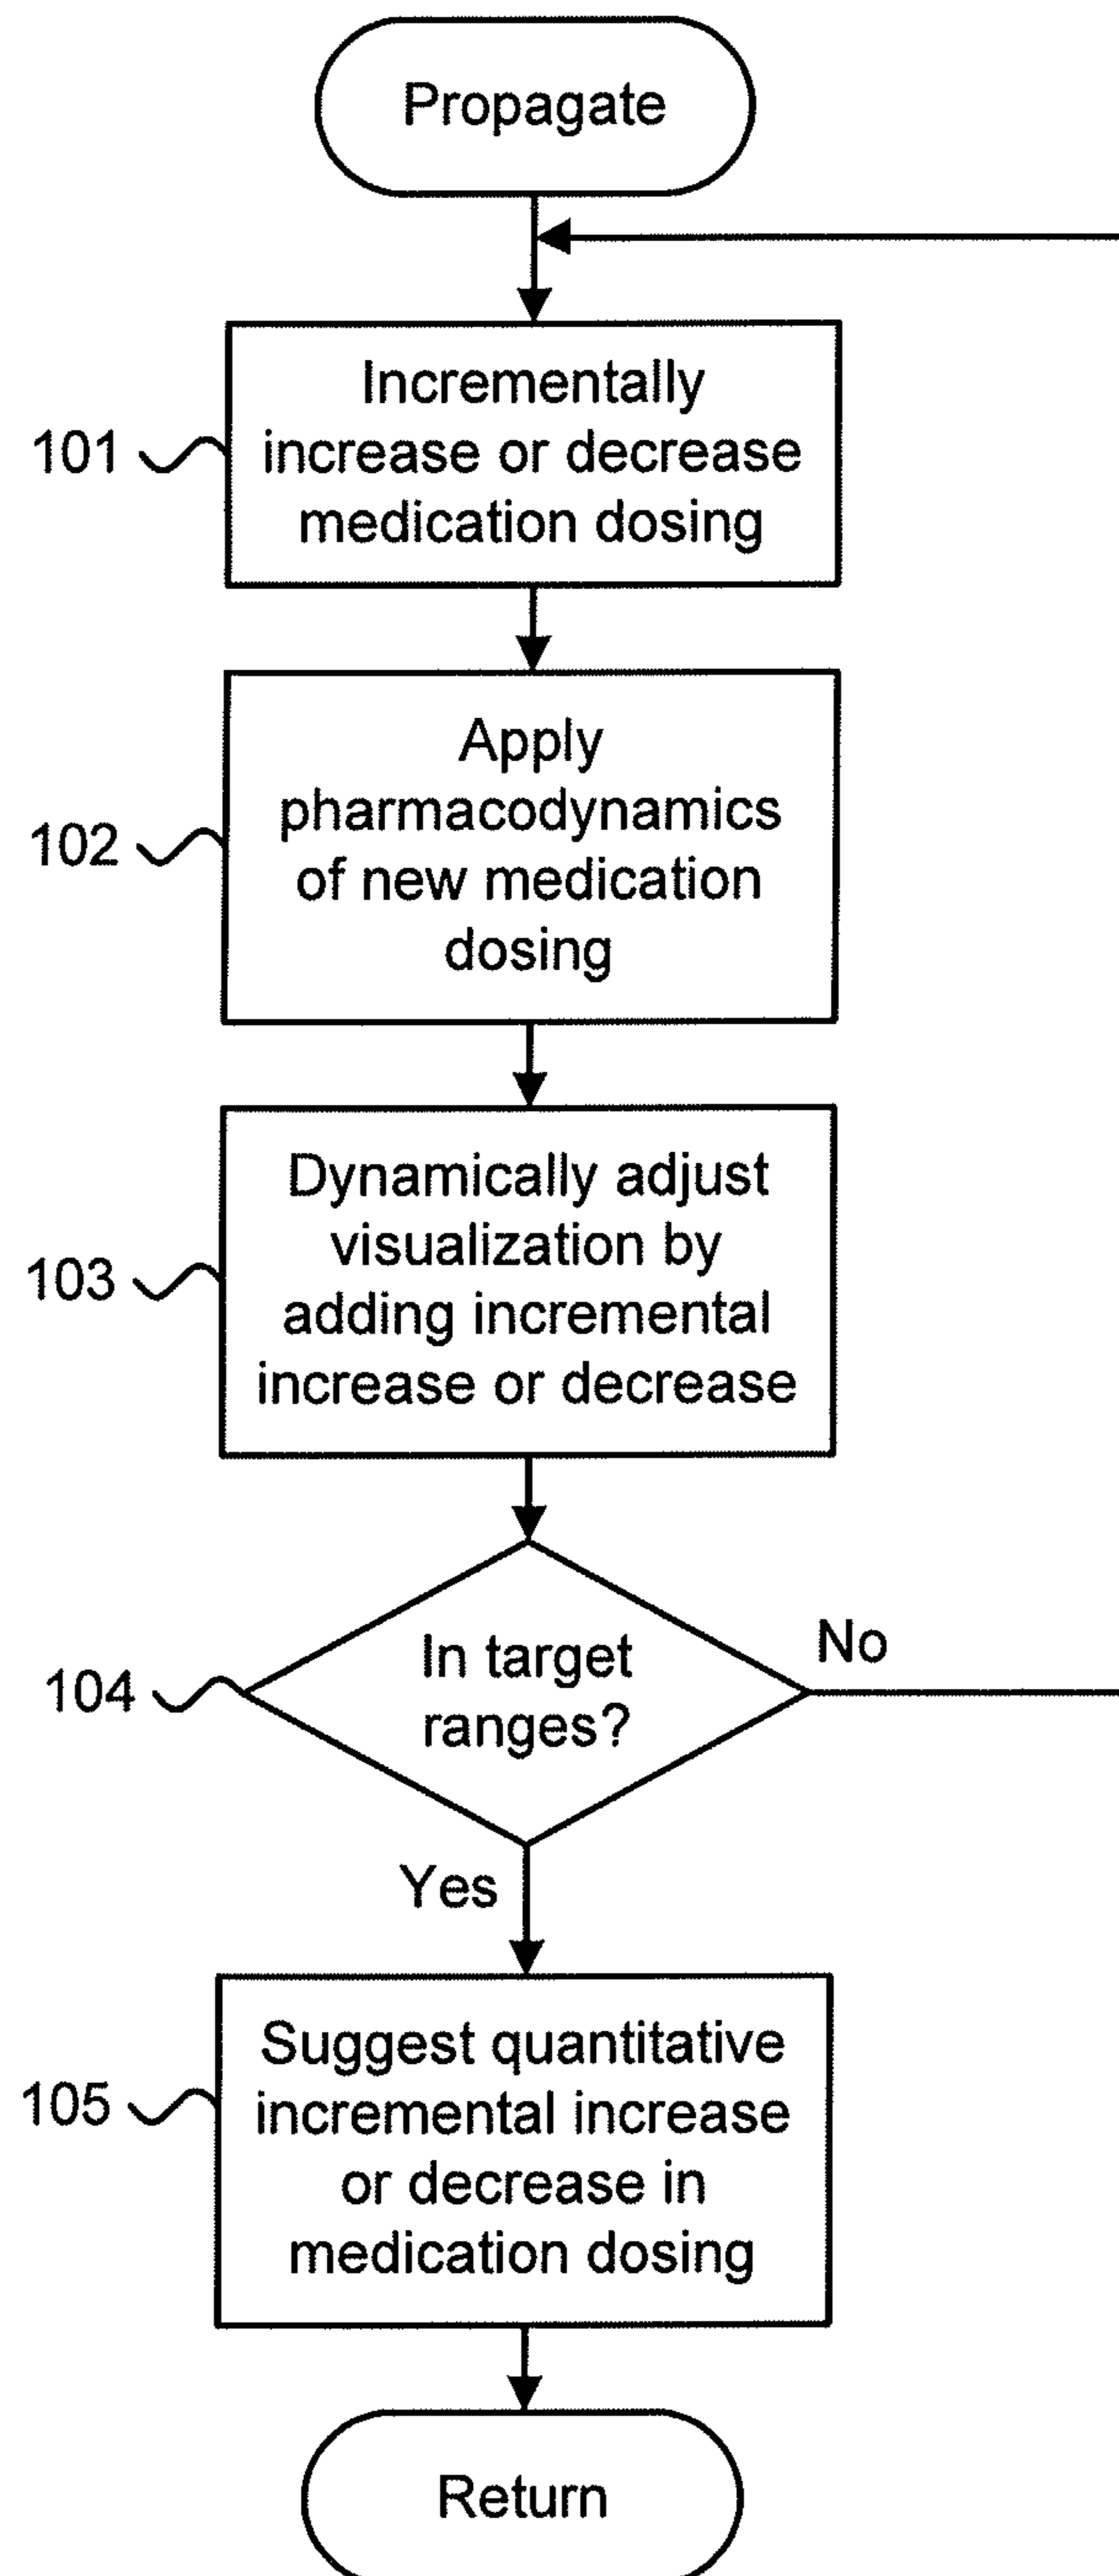 Propagate
Incrementally
101
increase or decrease
medication dosing
Apply
pharmacodynamics
102
of new medication
dosing
Dynamically adjust
visualization by
103
adding incremental
increase or decrease
In target
ranges?
No
104
Yes
Suggest quantitative
105
incremental increase
or decrease in
medication dosing
Return